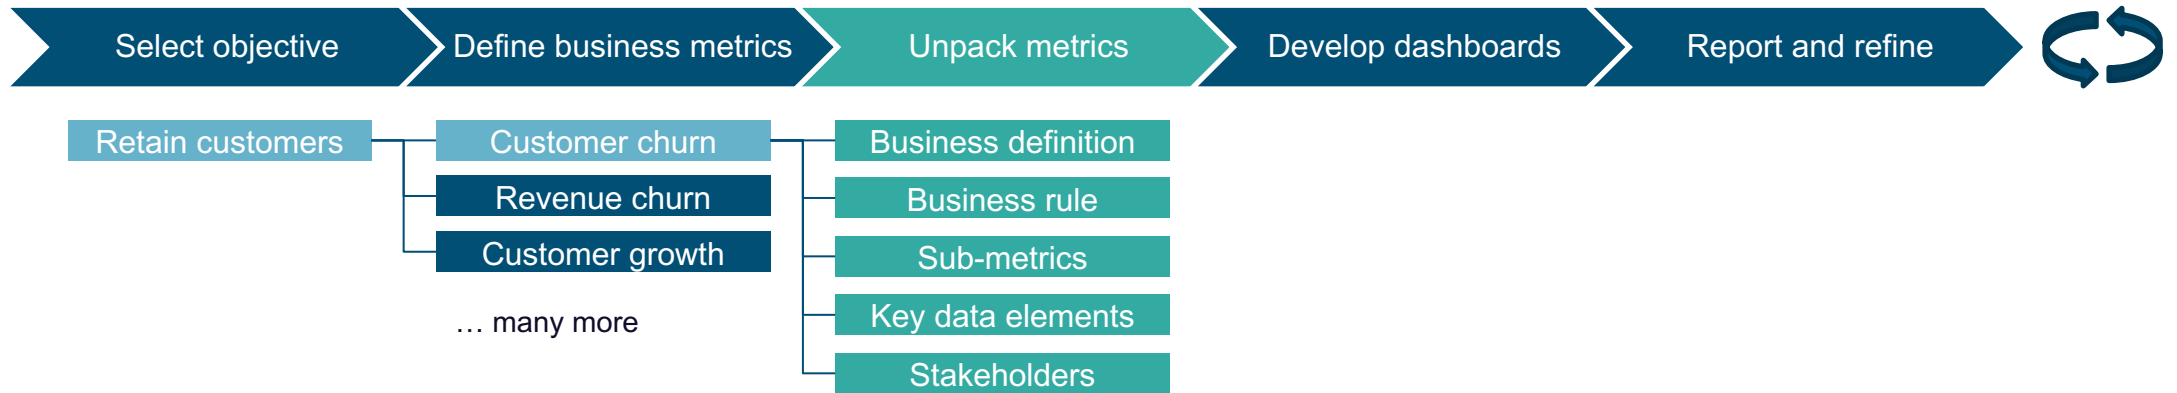 Select objective
Define business metrics
Unpack metrics
Develop dashboards
Report and refine
Retain customers
Customer churn
Revenue churn
Customer growth
… many more
Business definition
Business rule
Sub-metrics
Key data elements
Stakeholders